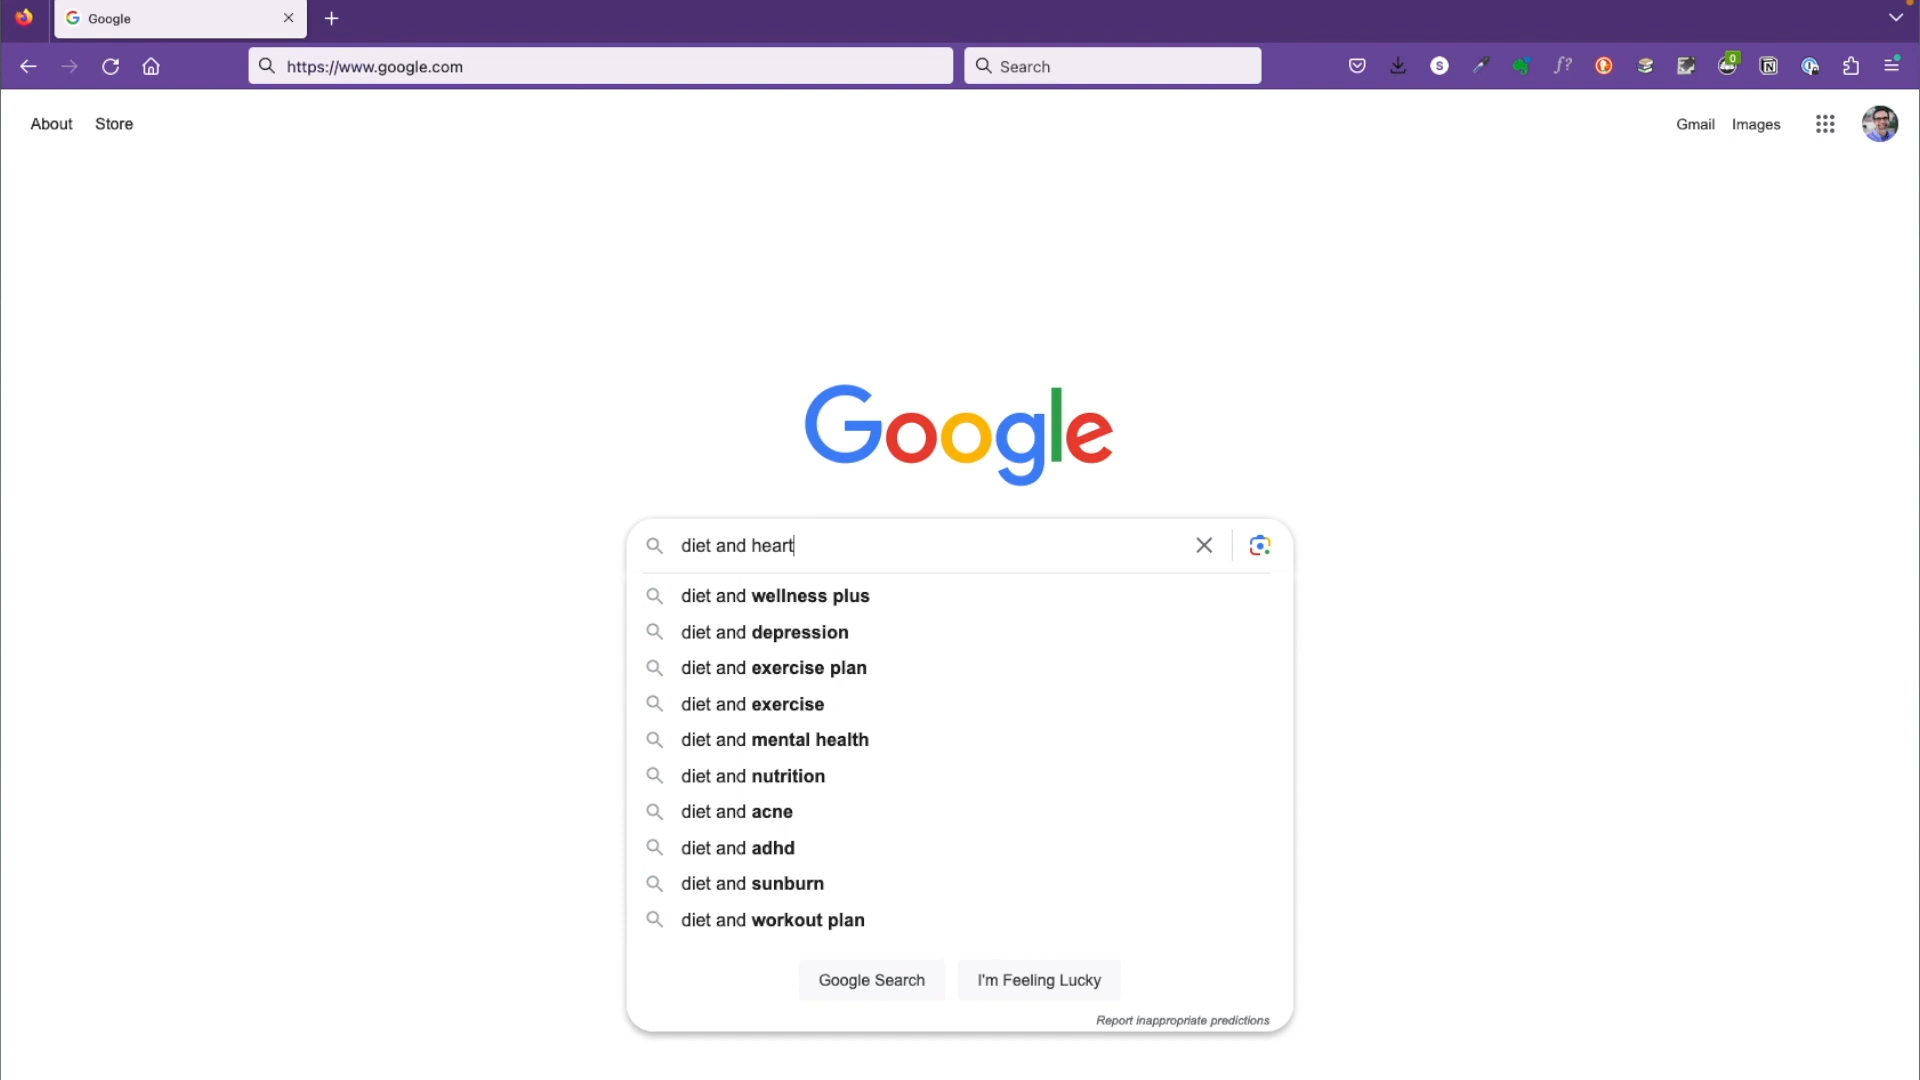 Google
https://www.google.com
Search
S
f?
0
N
About
Store
Gmail
Images
Google
diet and heart
diet and wellness plus
diet and depression
diet and exercise plan
diet and exercise
diet and mental health
diet and nutrition
diet and acne
diet and adhd
diet and sunburn
diet and workout plan
Google Search
I'm Feeling Lucky
Report inappropriate predictions